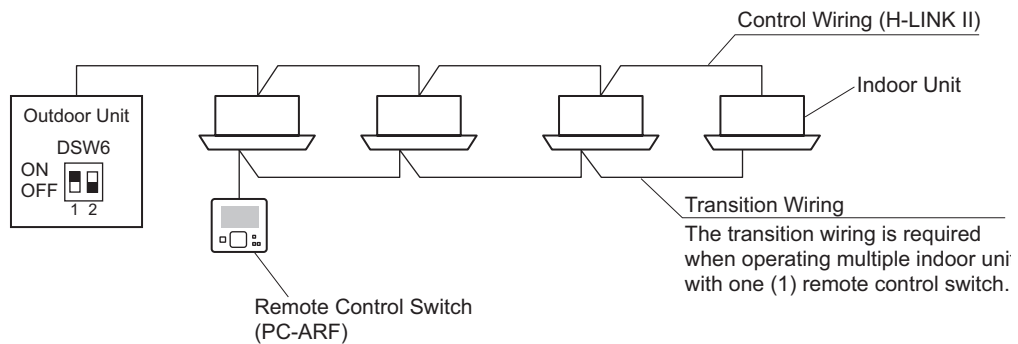 Control Wiring (H-LINK II)
Indoor Unit
Outdoor Unit
DSW6
ON
OFF
1 2
Transition Wiring
The transition wiring is required
when operating multiple indoor unit
with one (1) remote control switch.
Remote Control Switch
(PC-ARF)